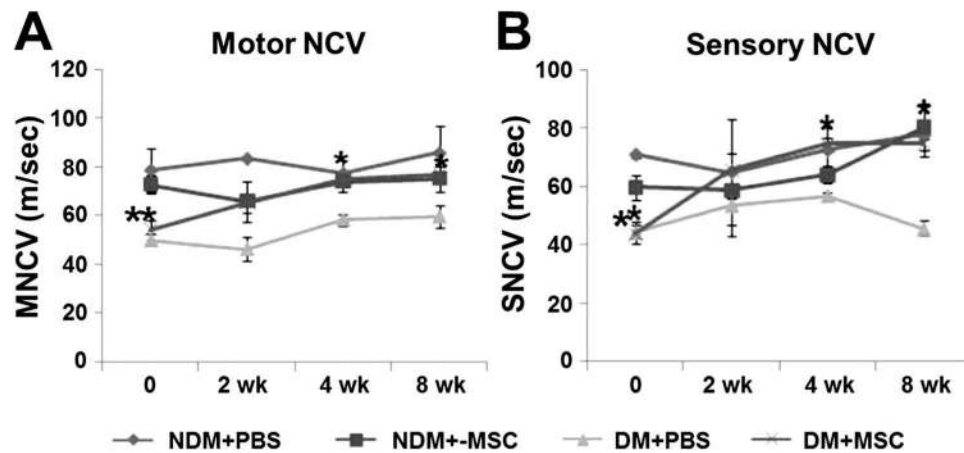 A Motor NCV
MNCV (m/sec)
120
100
80
60
40
20
0
* *
**
0 2 wk 4 wk 8 wk
B Sensory NCV
SNCV (m/sec)
100
80
60
40
20
0
* *
**
0 2 wk 4 wk 8 wk
NDM+PBS NDM+-MSC DM+PBS DM+MSC